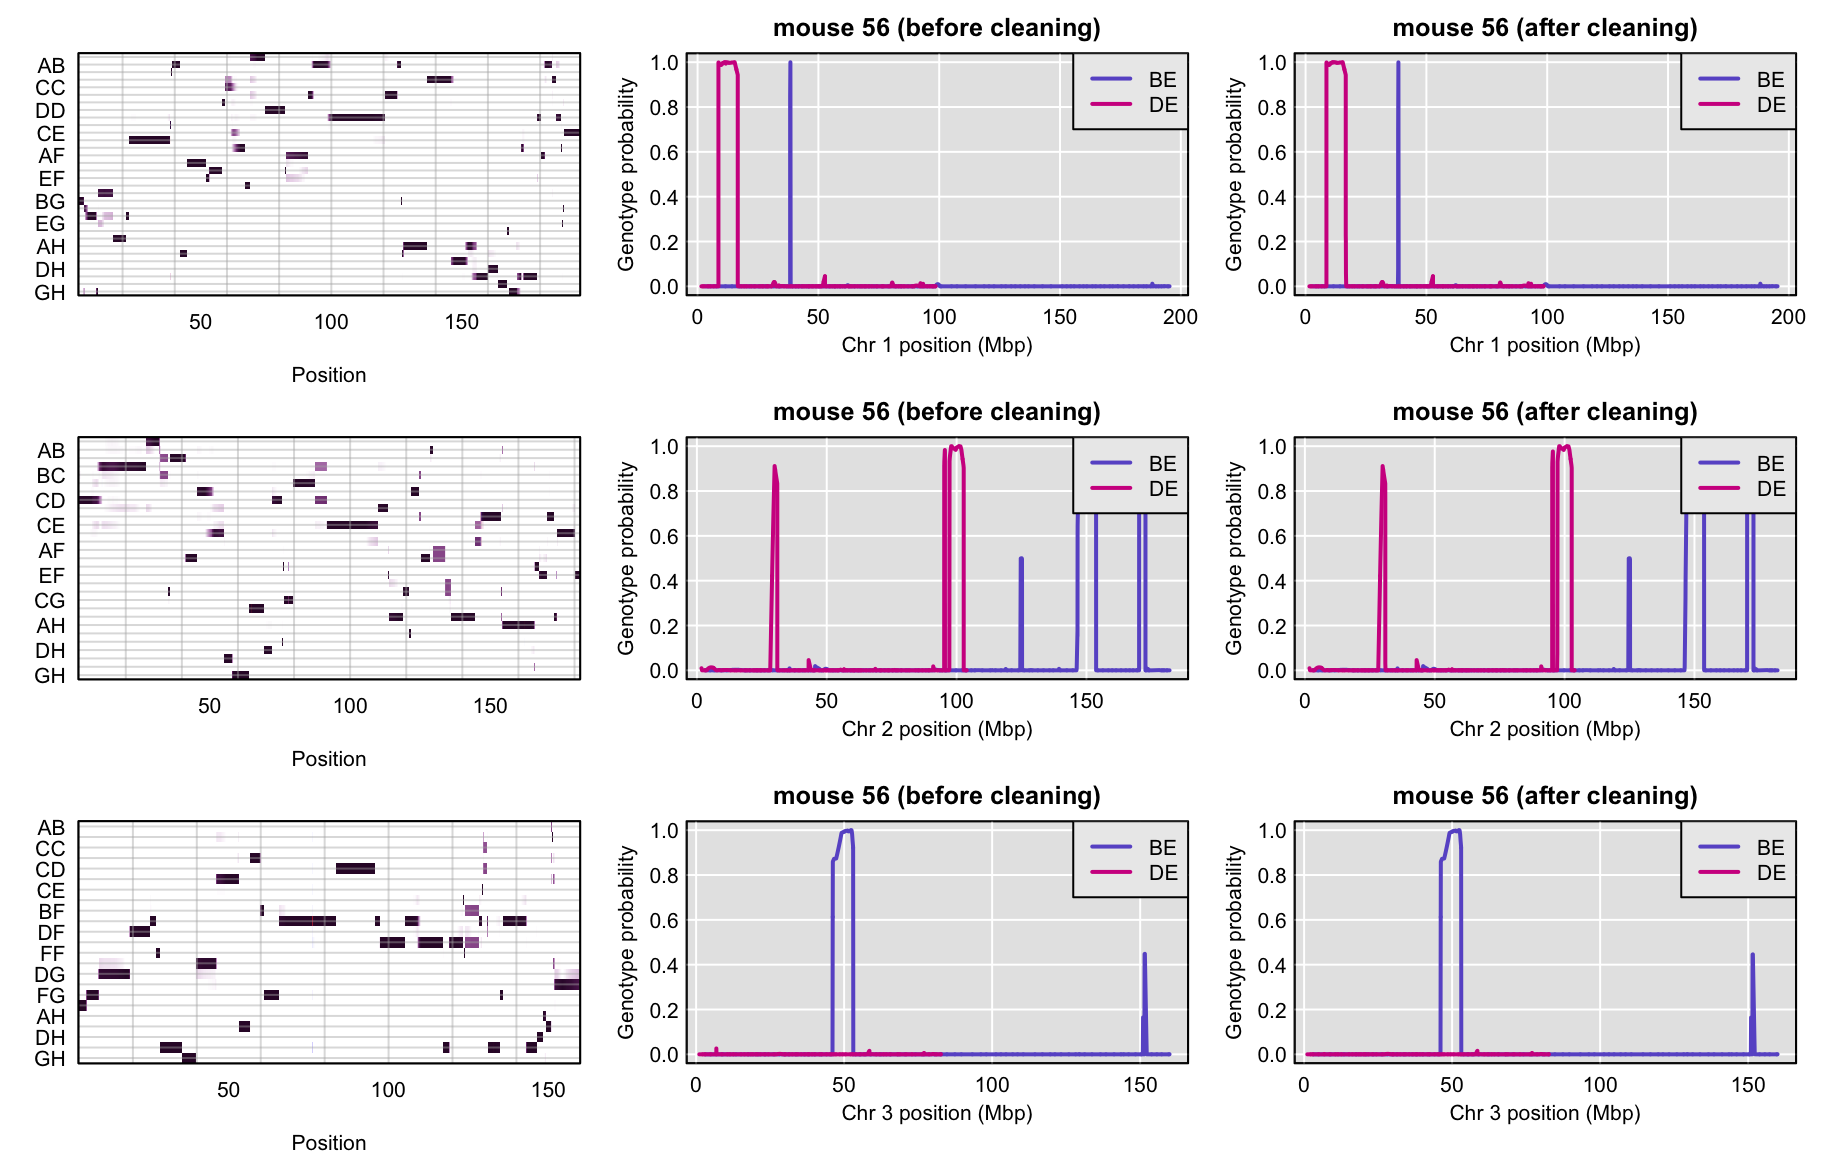 AB
CC
DD
CE
AF
EF
BG
EG
AH
DH
GH
50 100 150
Position
mouse 56 (before cleaning)
Genotype probability
1.0
0.8
0.6
0.4
0.2
0.0
BE
DE
0 50 100 150 200
Chr 1 position (Mbp)
mouse 56 (after cleaning)
Genotype probability
1.0
0.8
0.6
0.4
0.2
0.0
BE
DE
0 50 100 150 200
Chr 1 position (Mbp)
AB
BC
CD
CE
AF
EF
CG
AH
DH
GH
50 100 150
Position
mouse 56 (before cleaning)
Genotype probability
1.0
0.8
0.6
0.4
0.2
0.0
BE
DE
0 50 100 150
Chr 2 position (Mbp)
mouse 56 (after cleaning)
Genotype probability
1.0
0.8
0.6
0.4
0.2
0.0
BE
DE
0 50 100 150
Chr 2 position (Mbp)
AB
CC
CD
CE
BF
DF
FF
DG
FG
AH
DH
GH
50 100 150
Position
mouse 56 (before cleaning)
Genotype probability
1.0
0.8
0.6
0.4
0.2
0.0
BE
DE
0 50 100 150
Chr 3 position (Mbp)
mouse 56 (after cleaning)
Genotype probability
1.0
0.8
0.6
0.4
0.2
0.0
BE
DE
0 50 100 150
Chr 3 position (Mbp)